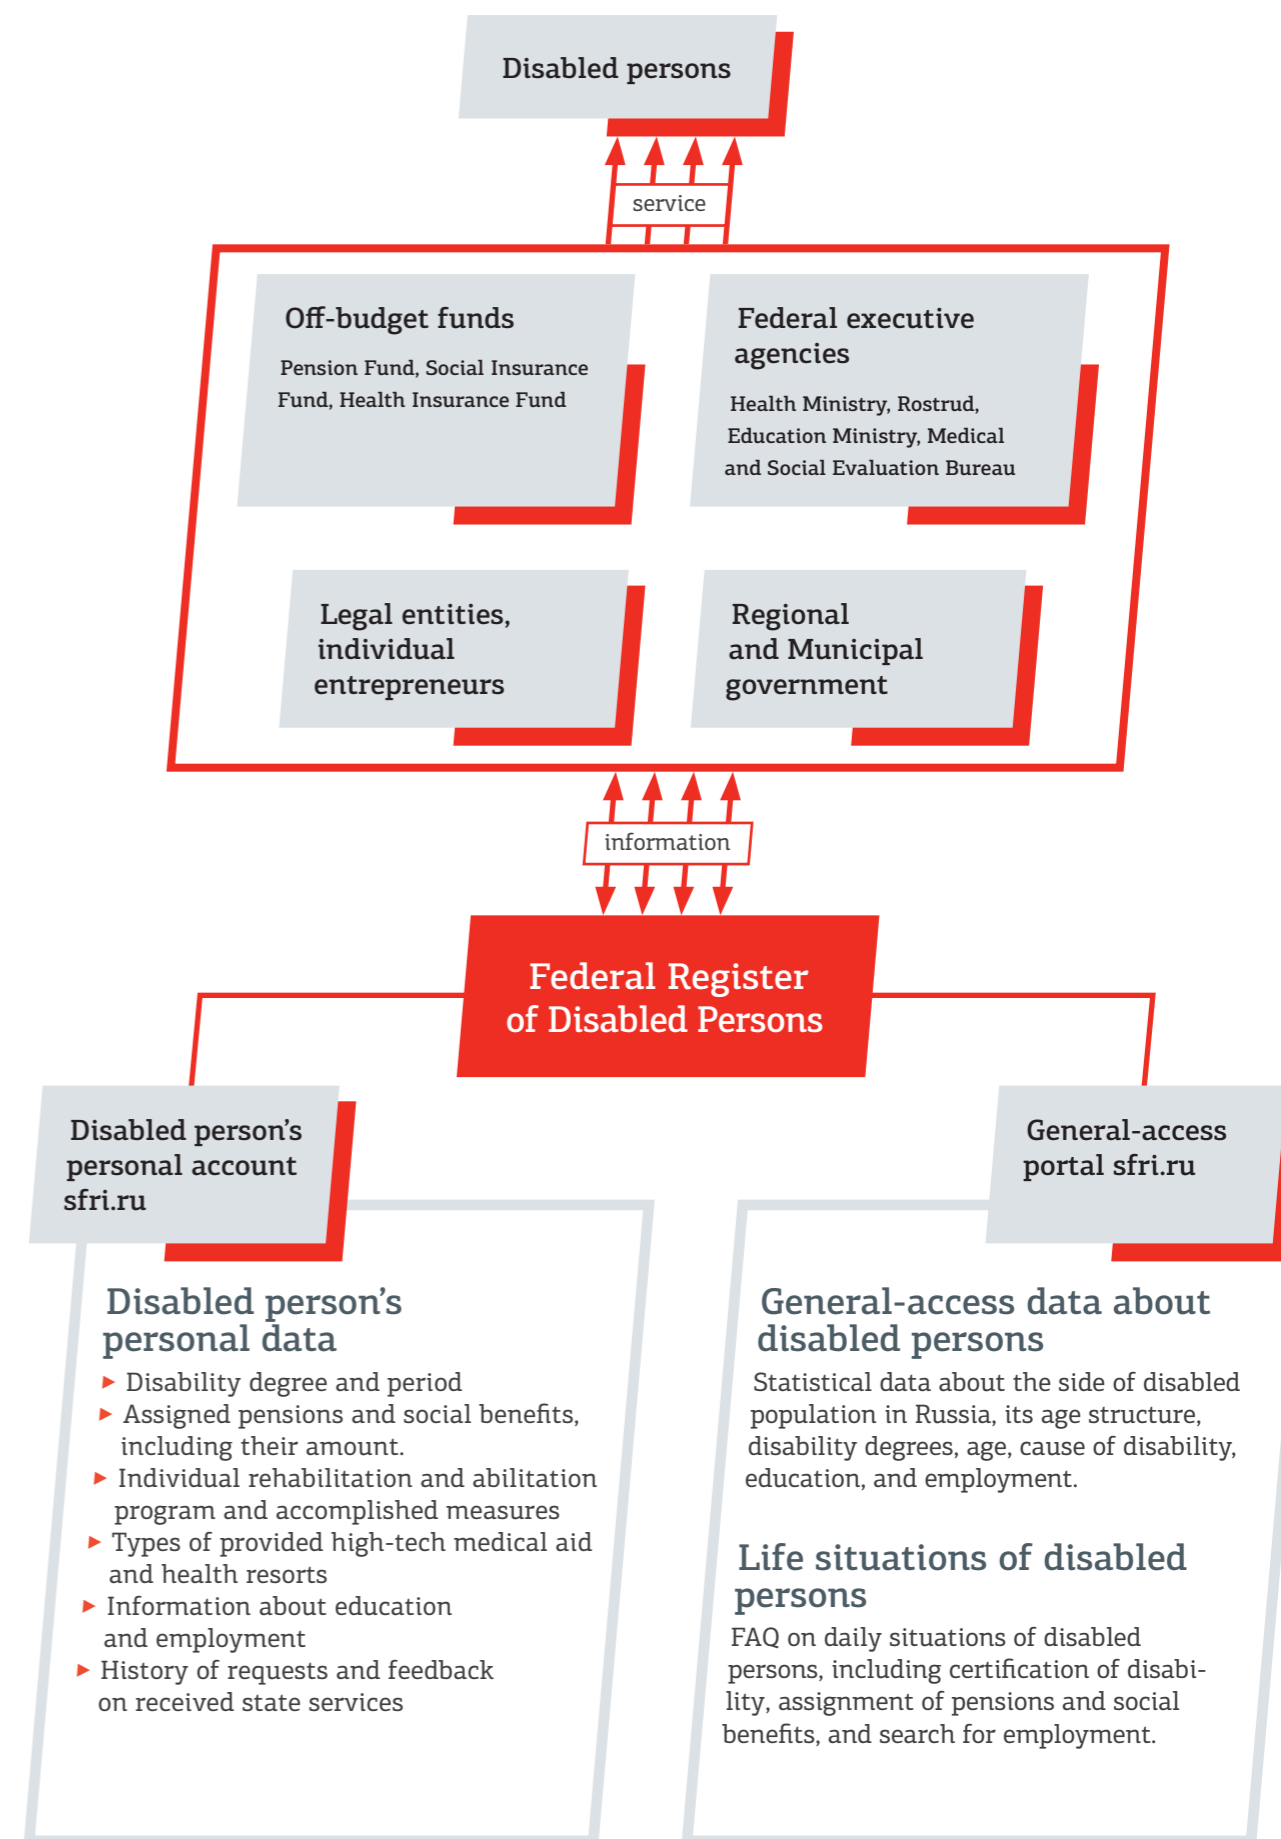 Disabled persons
service
Off-budget funds
Pension Fund, Social Insurance
Fund, Health Insurance Fund
Federal executive
agencies
Health Ministry, Rostrud,
Education Ministry, Medical
and Social Evaluation Bureau
Legal entities,
individual
entrepreneurs
Regional
and Municipal
government
information
Federal Register
of Disabled Persons
Disabled person’s
personal account
sfri.ru
Disabled person’s
personal data
▸ Disability degree and period
▸ Assigned pensions and social benefits,
including their amount.
▸ Individual rehabilitation and abilitation
program and accomplished measures
▸ Types of provided high-tech medical aid
and health resorts
▸ Information about education
and employment
▸ History of requests and feedback
on received state services
General-access
portal sfri.ru
General-access data about
disabled persons
Statistical data about the side of disabled
population in Russia, its age structure,
disability degrees, age, cause of disability,
education, and employment.
Life situations of disabled
persons
FAQ on daily situations of disabled
persons, including certification of disabi-
lity, assignment of pensions and social
benefits, and search for employment.